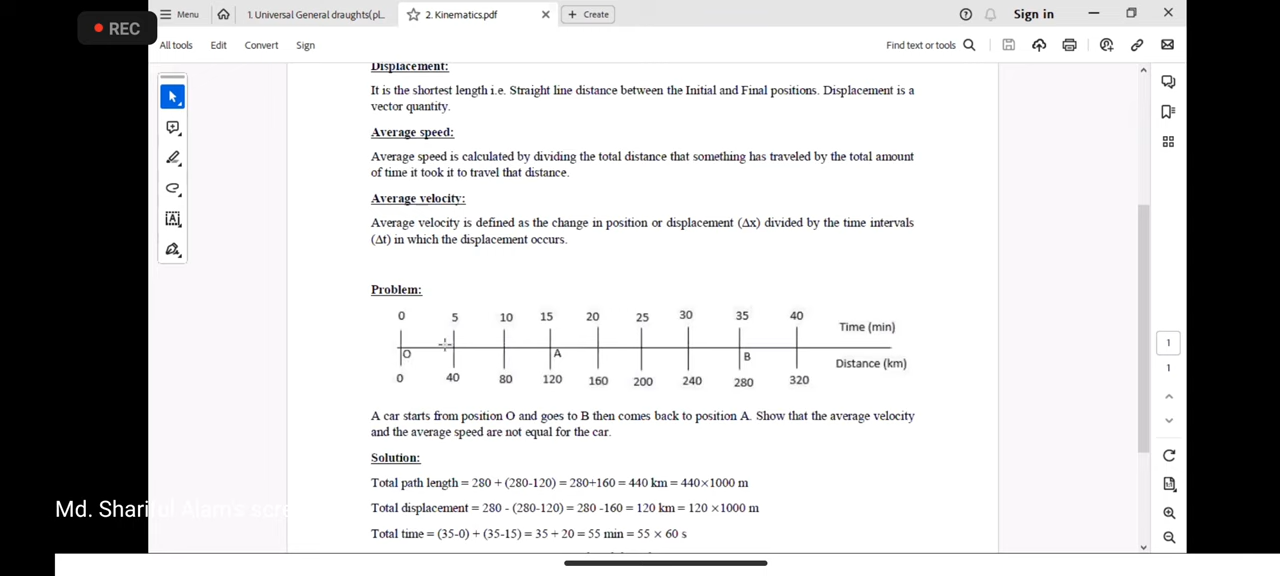 REC
Menu
1. Universal General draughts(pl..
2. Kinematics.pdf
Create
Sign in
All tools Edit Convert Sign
Find text or tools
Displacement:
It is the shortest length i.e. Straight line distance between the Initial and Final positions. Displacement is a
vector quantity.
Average speed:
Average speed is calculated by dividing the total distance that something has traveled by the total amount
of time it took it to travel that distance.
Average velocity:
Average velocity is defined as the change in position or displacement (Δx) divided by the time intervals
(Δt) in which the displacement occurs.
Problem:
0 5 10 15 20 25 30 35 40
Time (min)
O A B
Distance (km)
0 40 80 120 160 200 240 280 320
A car starts from position O and goes to B then comes back to position A. Show that the average velocity
and the average speed are not equal for the car.
Solution:
Total path length = 280 + (280-120) = 280+160 = 440 km = 440×1000 m
Total displacement = 280 - (280-120) = 280 -160 = 120 km = 120 ×1000 m
Total time = (35-0) + (35-15) = 35 + 20 = 55 min = 55 × 60 s
1
1
Md. Shariful Alam's scre